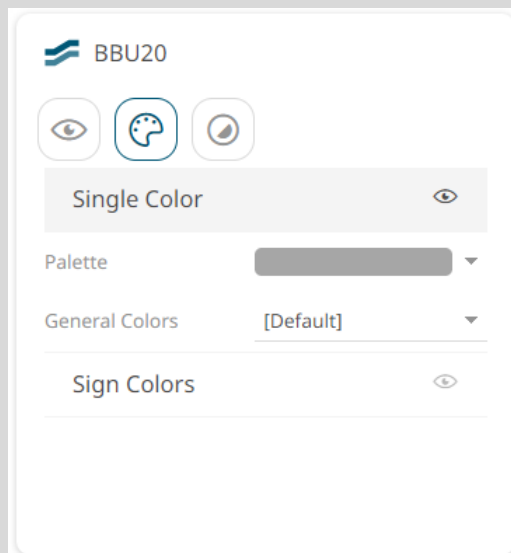 BBU20
Single Color
Palette
General Colors [Default]
Sign Colors